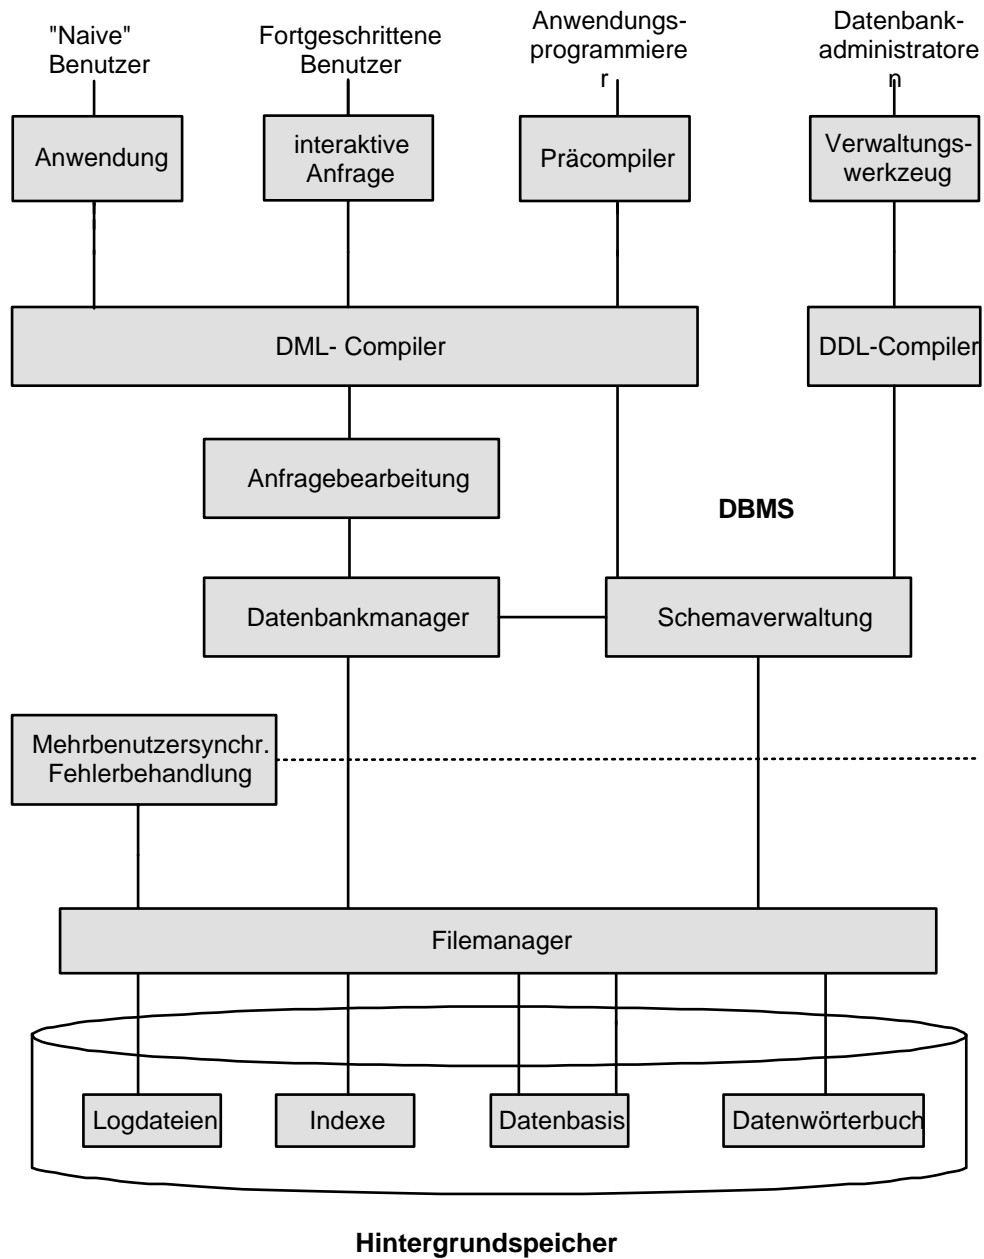 "Naive"
Benutzer
Fortgeschrittene
Benutzer
Anwendungs-
programmiere
r
Datenbank-
administratore
n
Anwendung
interaktive
Anfrage
Präcompiler
Verwaltungs-
werkzeug
DML- Compiler
DDL-Compiler
Anfragebearbeitung
DBMS
Datenbankmanager
Schemaverwaltung
Mehrbenutzersynchr.
Fehlerbehandlung
Filemanager
Logdateien
Indexe
Datenbasis
Datenwörterbuch
Hintergrundspeicher